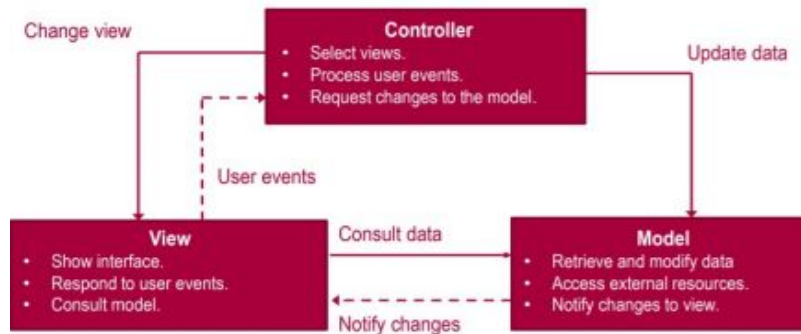 Controller
Change view
• Select views.
• Process user events.
• Request changes to the model.
Update data
User events
View
• Show interface.
• Respond to user events.
• Consult model.
Consult data
Model
• Retrieve and modify data
• Access external resources.
• Notify changes to view.
Notify changes